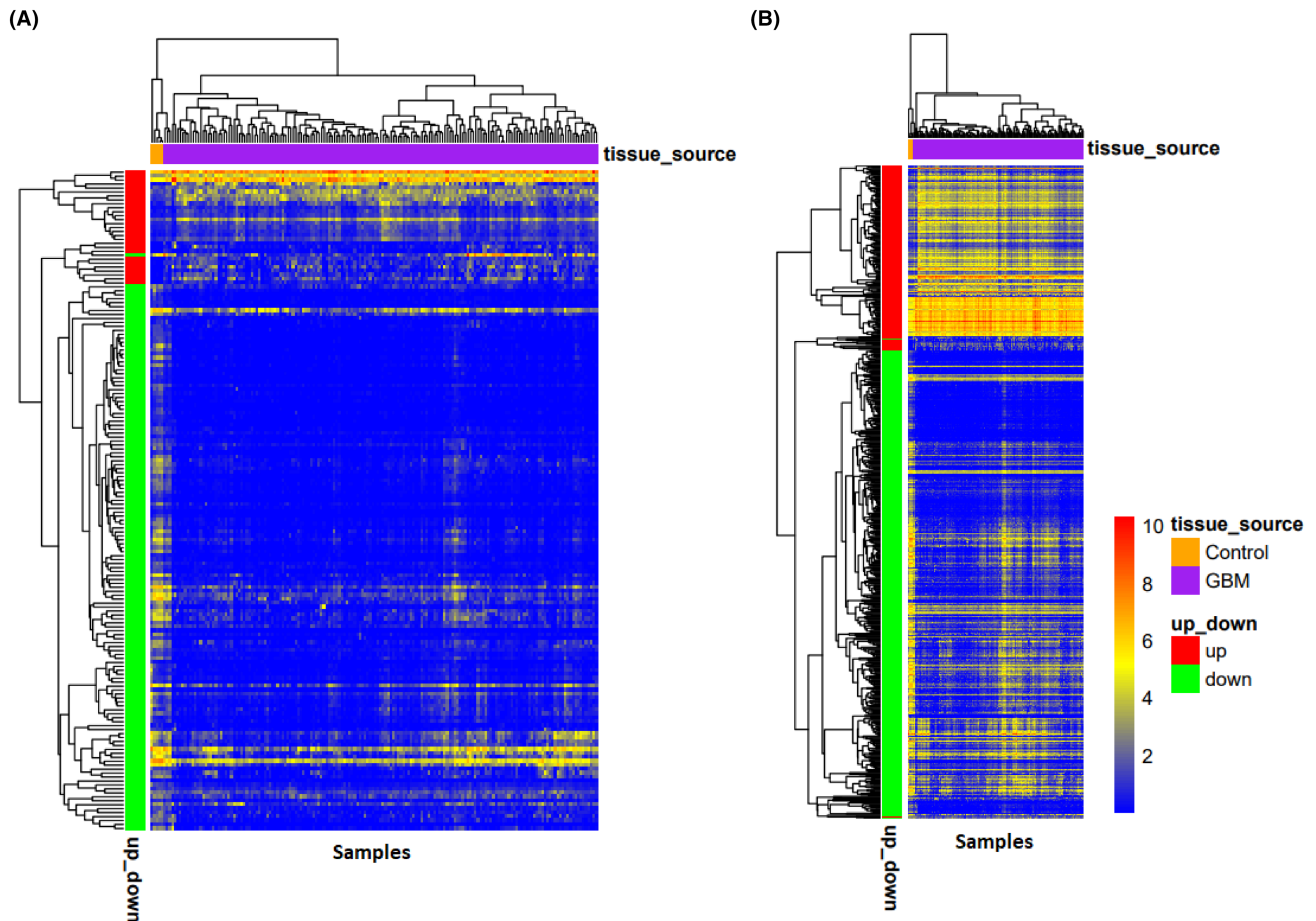 (A)
(B)
tissue_source
tissue_source
10
8
6
4
2
tissue_source
Control
GBM
up_down
up
down
up_down
Samples
up_down
Samples